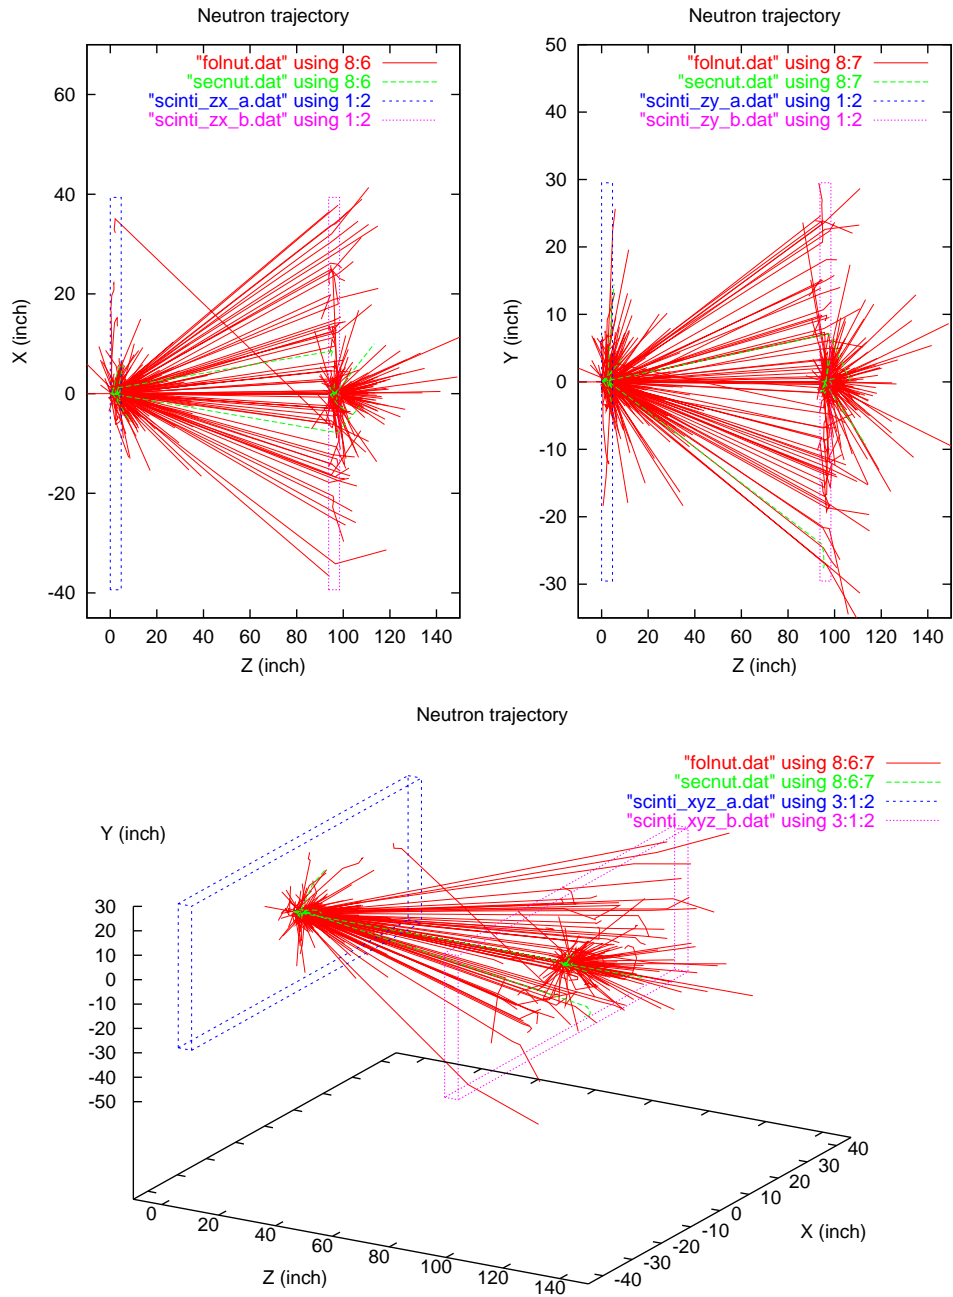 Neutron trajectory
"folnut.dat" using 8:6
"secnut.dat" using 8:6
"scinti_zx_a.dat" using 1:2
"scinti_zx_b.dat" using 1:2
X (inch)
60
40
20
0
-20
-40
0 20 40 60 80 100 120 140
Z (inch)
Neutron trajectory
"folnut.dat" using 8:7
"secnut.dat" using 8:7
"scinti_zy_a.dat" using 1:2
"scinti_zy_b.dat" using 1:2
Y (inch)
50
40
30
20
10
0
-10
-20
-30
0 20 40 60 80 100 120 140
Z (inch)
Neutron trajectory
"folnut.dat" using 8:6:7
"secnut.dat" using 8:6:7
"scinti_xyz_a.dat" using 3:1:2
"scinti_xyz_b.dat" using 3:1:2
Y (inch)
30
20
10
0
-10
-20
-30
-40
-50
0 20 40 60 80 100 120 140
Z (inch)
-40 -30 -20 -10 0 10 20 30 40
X (inch)